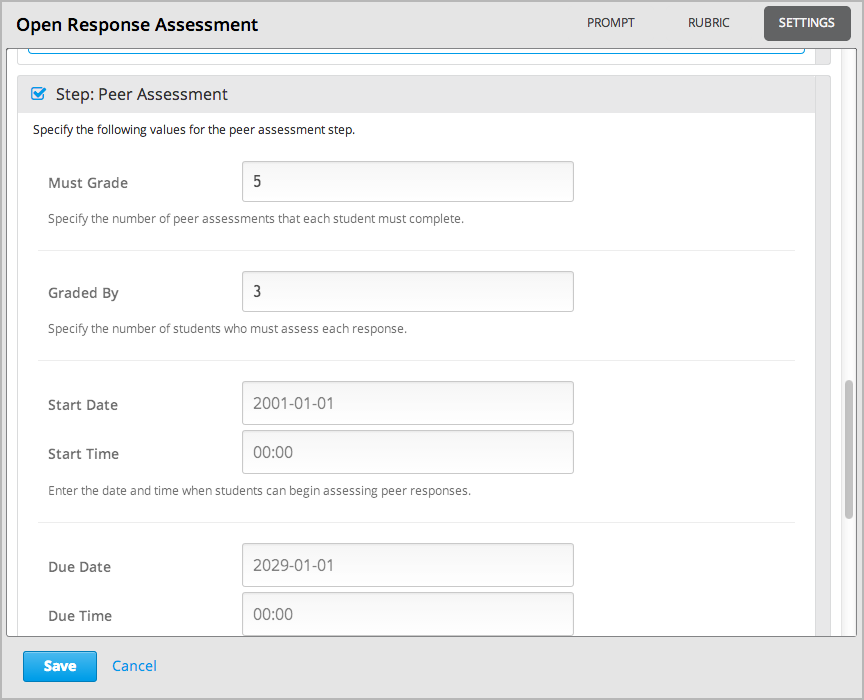 Open Response Assessment PROMPT RUBRIC SETTINGS
Step: Peer Assessment
Specify the following values for the peer assessment step.
Must Grade 5
Specify the number of peer assessments that each student must complete.
Graded By 3
Specify the number of students who must assess each response.
Start Date 2001-01-01
Start Time 00:00
Enter the date and time when students can begin assessing peer responses.
Due Date 2029-01-01
Due Time 00:00
Save Cancel